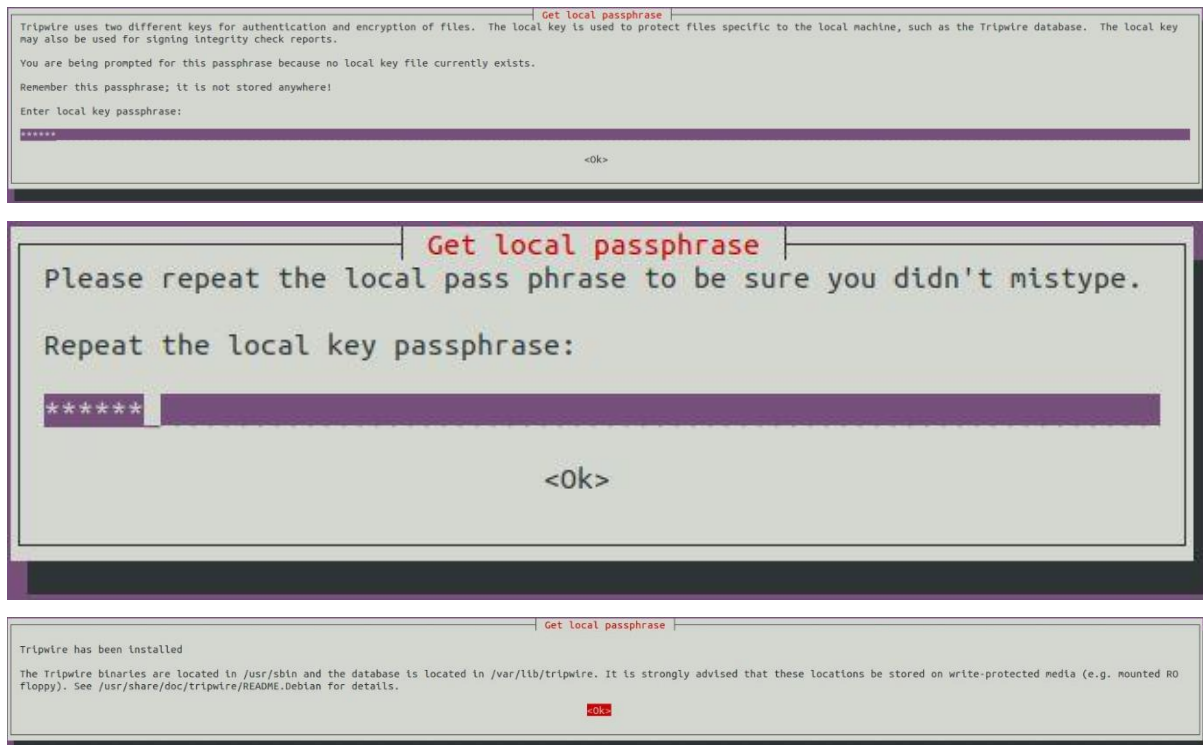 Get local passphrase
Tripwire uses two different keys for authentication and encryption of files.  The local key is used to protect files specific to the local machine, such as the Tripwire database.  The local key
may also be used for signing integrity check reports.
You are being prompted for this passphrase because no local key file currently exists.
Remember this passphrase; it is not stored anywhere!
Enter local key passphrase:
******
<Ok>
Get local passphrase
Please repeat the local pass phrase to be sure you didn't mistype.
Repeat the local key passphrase:
******_
<Ok>
Get local passphrase
Tripwire has been installed
The Tripwire binaries are located in /usr/sbin and the database is located in /var/lib/tripwire. It is strongly advised that these locations be stored on write-protected media (e.g. mounted RO
floppy). See /usr/share/doc/tripwire/README.Debian for details.
<Ok>